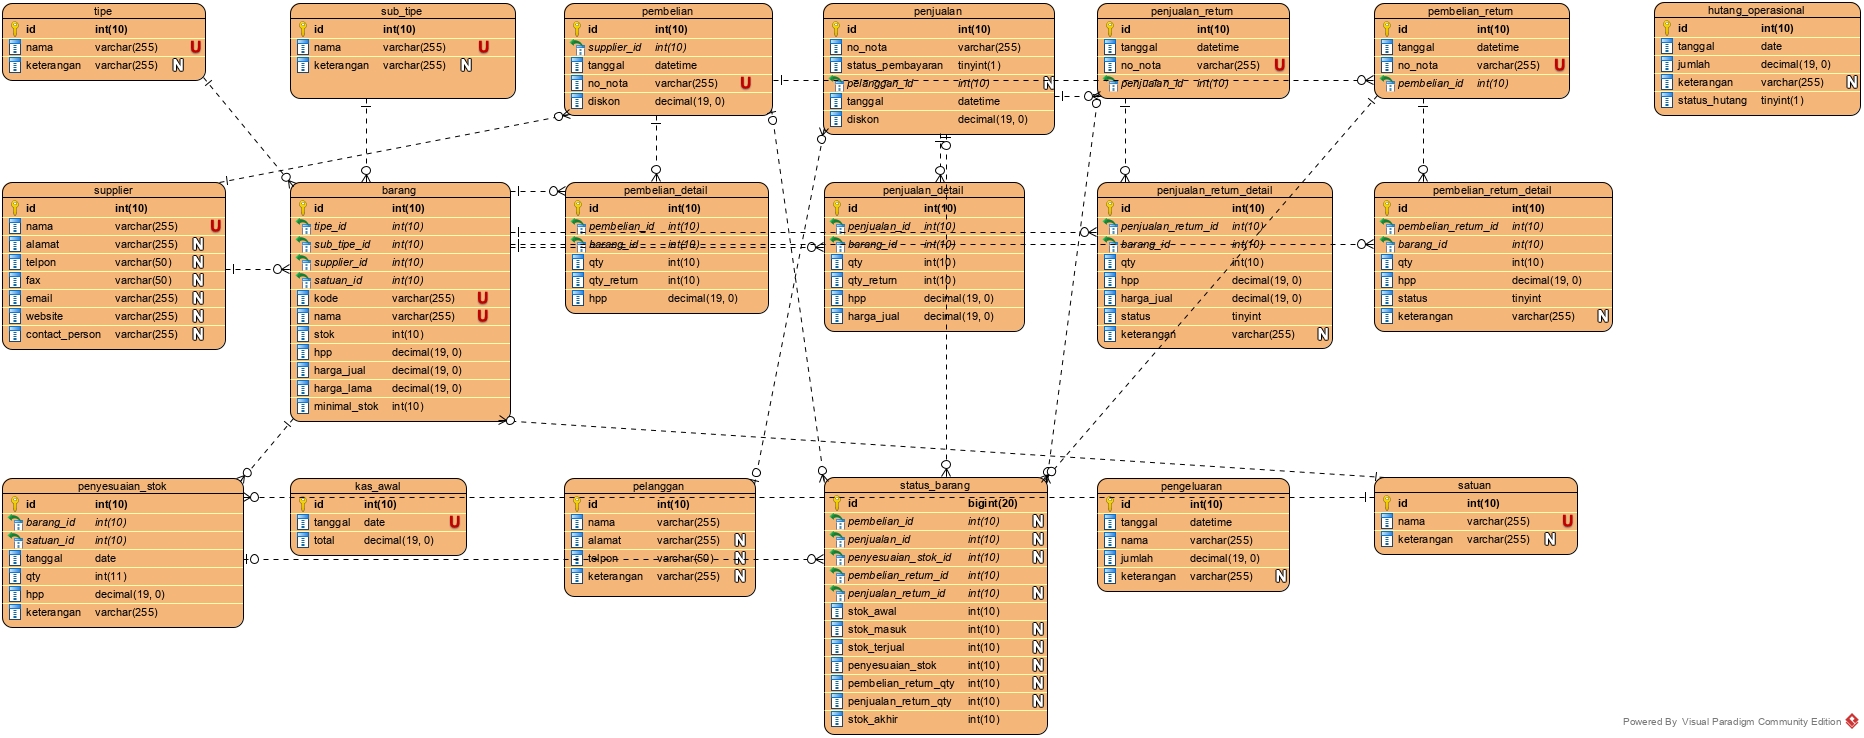 tipe
id int(10)
nama varchar(255) U
keterangan varchar(255) N
sub_tipe
id int(10)
nama varchar(255) U
keterangan varchar(255) N
pembelian
id int(10)
supplier_id int(10)
tanggal datetime
no_nota varchar(255) U
diskon decimal(19, 0)
penjualan
id int(10)
no_nota varchar(255)
status_pembayaran tinyint(1)
pelanggan_id int(10) N
tanggal datetime
diskon decimal(19, 0)
penjualan_return
id int(10)
tanggal datetime
no_nota varchar(255) U
penjualan_id int(10)
pembelian_return
id int(10)
tanggal datetime
no_nota varchar(255) U
pembelian_id int(10)
hutang_operasional
id int(10)
tanggal date
jumlah decimal(19, 0)
keterangan varchar(255) N
status_hutang tinyint(1)
supplier
id int(10)
nama varchar(255) U
alamat varchar(255) N
telpon varchar(50) N
fax varchar(50) N
email varchar(255) N
website varchar(255) N
contact_person varchar(255) N
barang
id int(10)
tipe_id int(10)
sub_tipe_id int(10)
supplier_id int(10)
satuan_id int(10)
kode varchar(255) U
nama varchar(255) U
stok int(10)
hpp decimal(19, 0)
harga_jual decimal(19, 0)
harga_lama decimal(19, 0)
minimal_stok int(10)
pembelian_detail
id int(10)
pembelian_id int(10)
barang_id int(10)
qty int(10)
qty_return int(10)
hpp decimal(19, 0)
penjualan_detail
id int(10)
penjualan_id int(10)
barang_id int(10)
qty int(10)
qty_return int(10)
hpp decimal(19, 0)
harga_jual decimal(19, 0)
penjualan_return_detail
id int(10)
penjualan_return_id int(10)
barang_id int(10)
qty int(10)
hpp decimal(19, 0)
harga_jual decimal(19, 0)
status tinyint
keterangan varchar(255) N
pembelian_return_detail
id int(10)
pembelian_return_id int(10)
barang_id int(10)
qty int(10)
hpp decimal(19, 0)
status tinyint
keterangan varchar(255) N
penyesuaian_stok
id int(10)
barang_id int(10)
satuan_id int(10)
tanggal date
qty int(11)
hpp decimal(19, 0)
keterangan varchar(255)
kas_awal
id int(10)
tanggal date U
total decimal(19, 0)
pelanggan
id int(10)
nama varchar(255)
alamat varchar(255) N
telpon varchar(50) N
keterangan varchar(255) N
status_barang
id bigint(20)
pembelian_id int(10) N
penjualan_id int(10) N
penyesuaian_stok_id int(10) N
pembelian_return_id int(10)
penjualan_return_id int(10) N
stok_awal int(10)
stok_masuk int(10) N
stok_terjual int(10) N
penyesuaian_stok int(10) N
pembelian_return_qty int(10) N
penjualan_return_qty int(10) N
stok_akhir int(10)
pengeluaran
id int(10)
tanggal datetime
nama varchar(255)
jumlah decimal(19, 0)
keterangan varchar(255) N
satuan
id int(10)
nama varchar(255) U
keterangan varchar(255) N
Powered By Visual Paradigm Community Edition